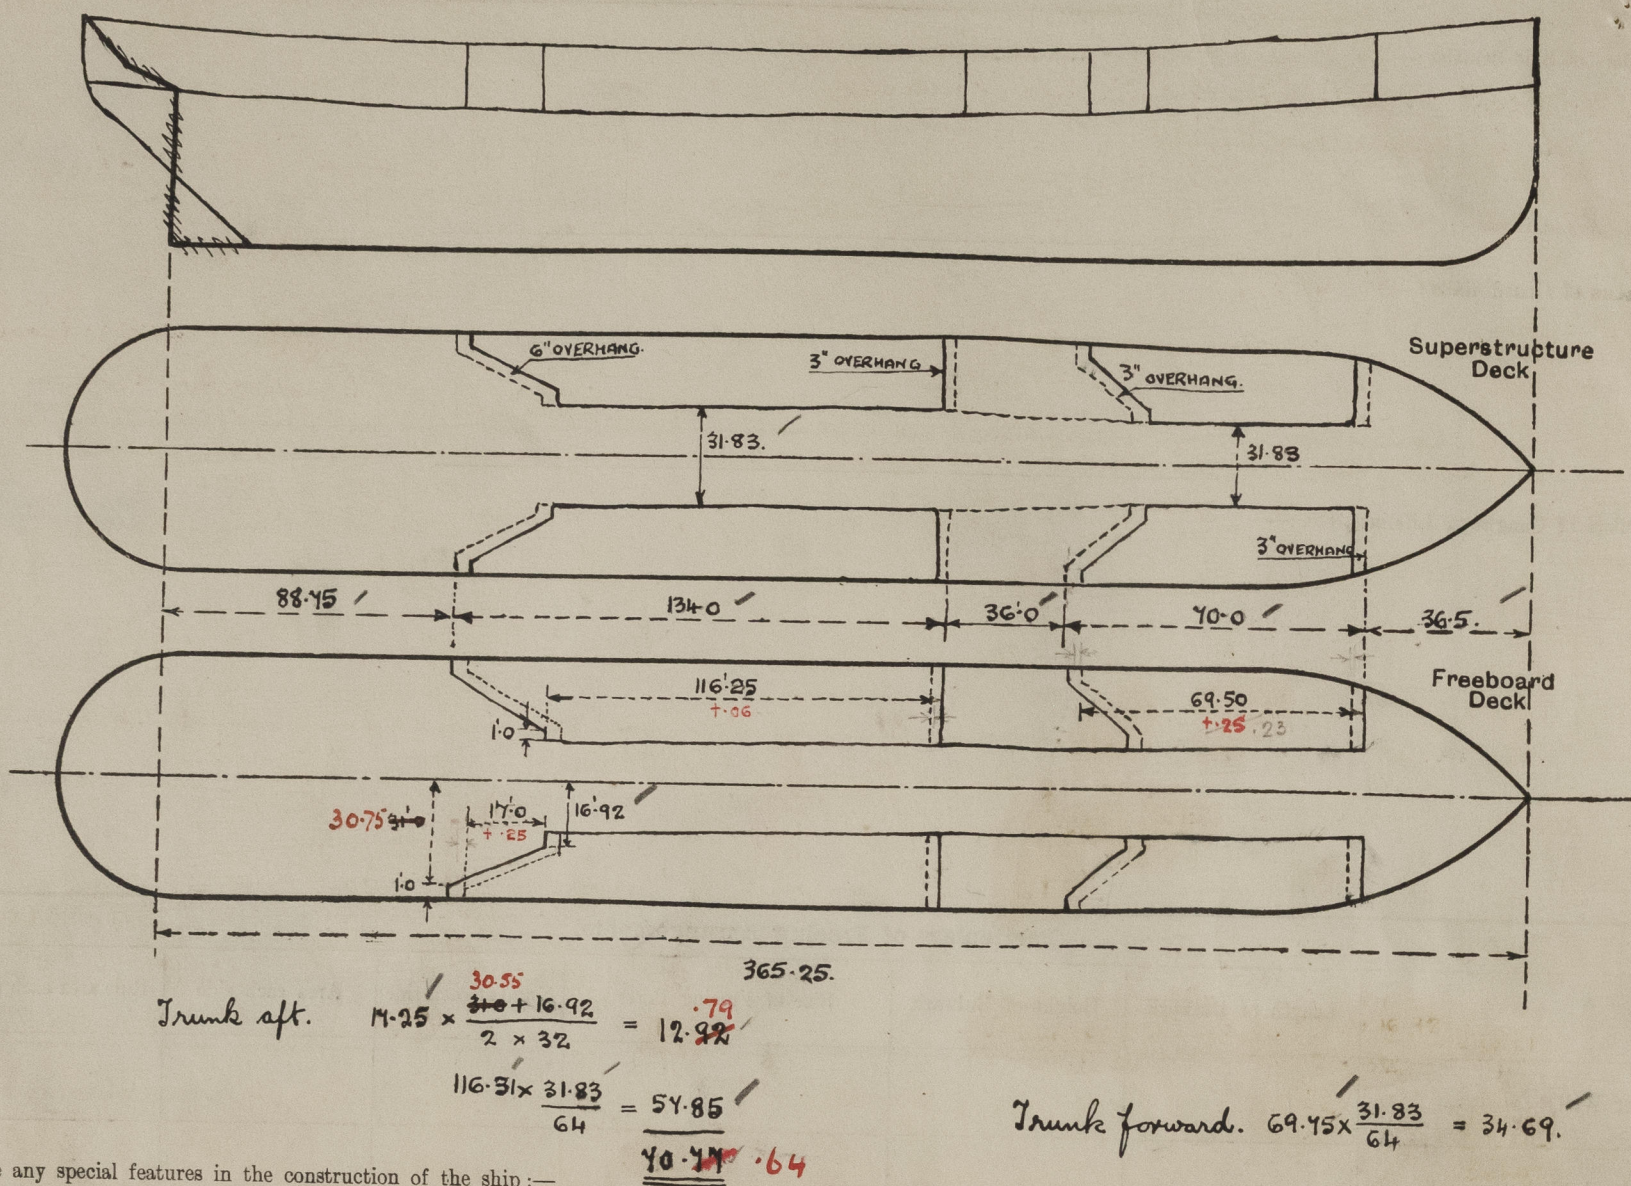 Superstructure
Deck
6" OVERHANG.
3" OVERHANG
3" OVERHANG.
31·83.
31·83
3" OVERHANG
88·75
134·0
36·0
70·0
36·5.
Freeboard
Deck
116·25
+·06
69·50
+·25 ·23
1·0
30·75 31·0
17·0
+·25
16·92
1·0
365·25.
30·55
·79
Trunk aft. 17·25 × 31·0 + 16·92 / 2 × 32 = 12·92
116·31 × 31·83 / 64 = 57·85
70·77 ·64
Trunk forward. 69·75 × 31·83 / 64 = 34·69.
any special features in the construction of the ship :—